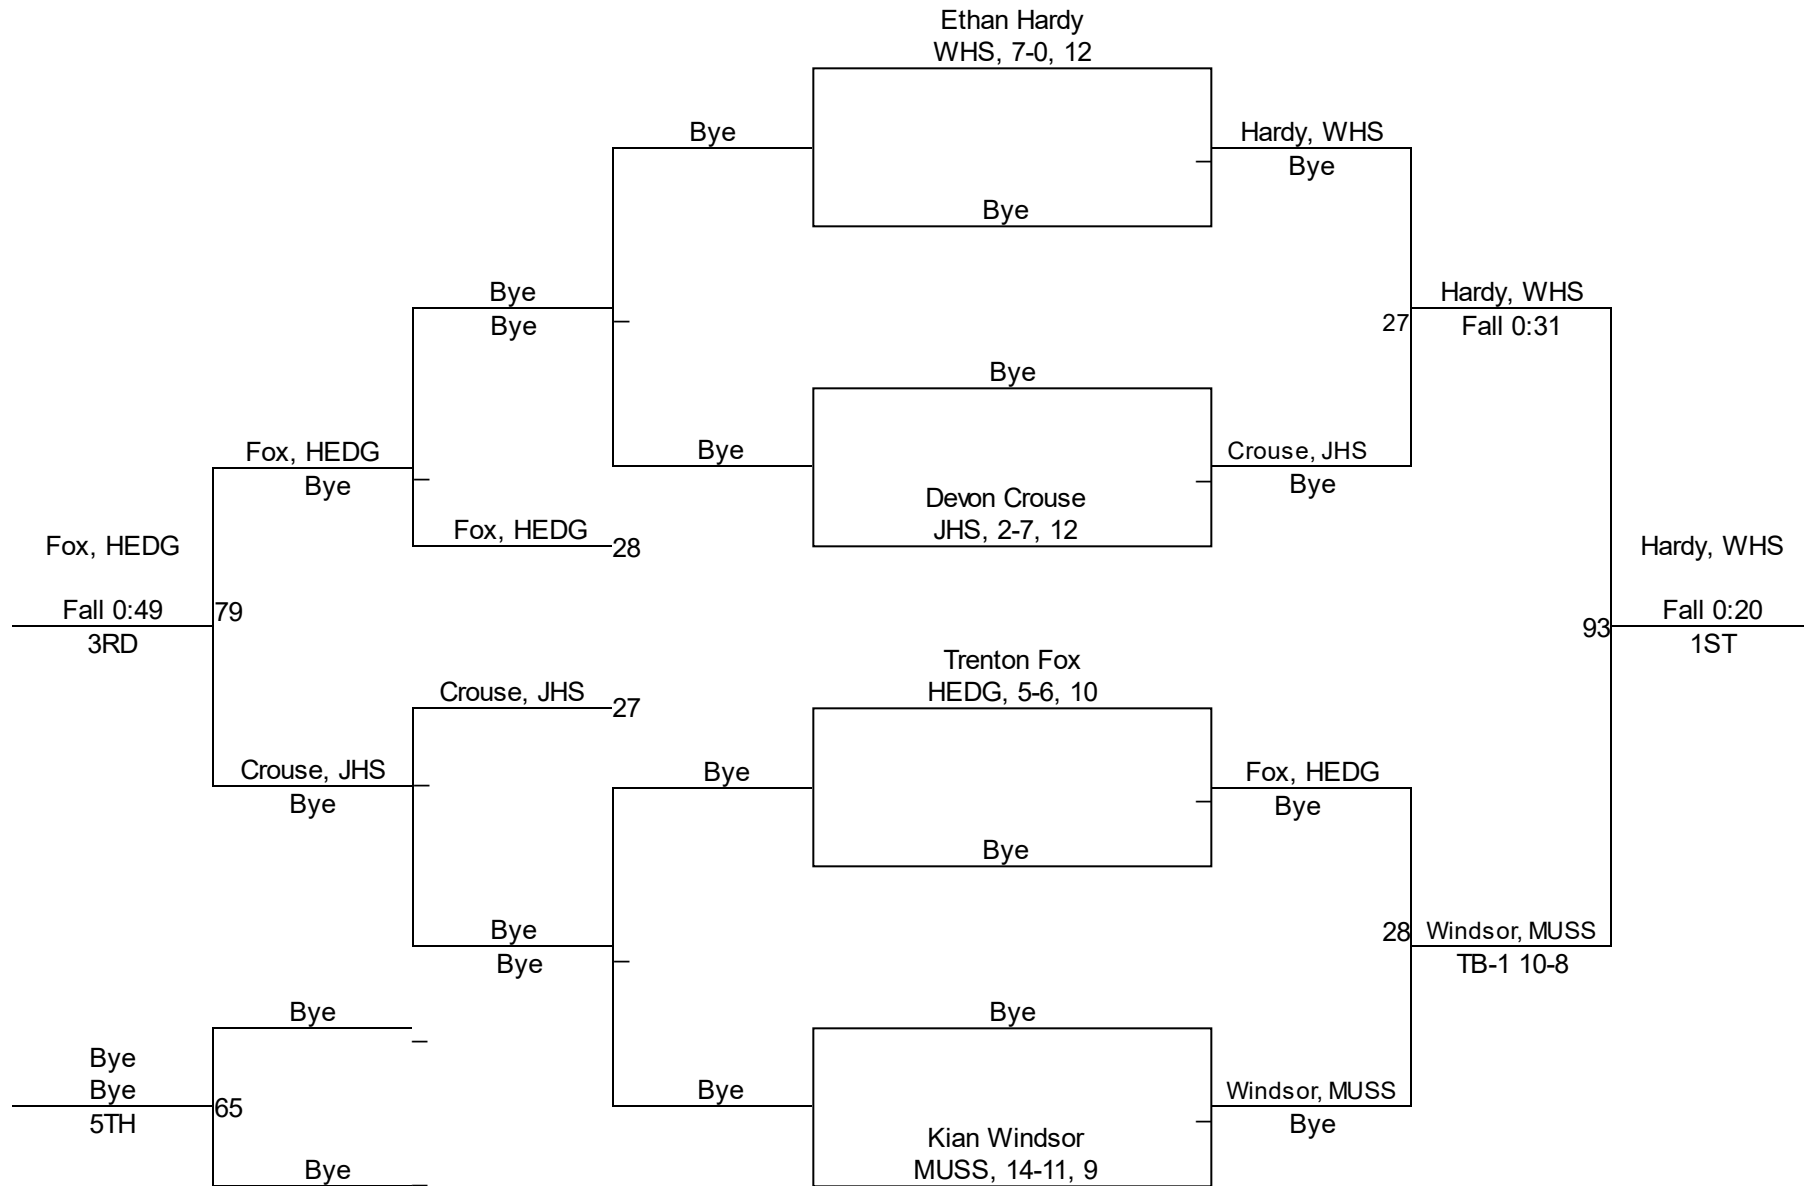 Ethan Hardy
WHS, 7-0, 12
Bye
Hardy, WHS
Bye
Bye
Bye
Bye
Hardy, WHS
Fall 0:31
27
Bye
Bye
Crouse, JHS
Bye
Devon Crouse
JHS, 2-7, 12
Fox, HEDG
Bye
Fox, HEDG
28
Fox, HEDG
Fall 0:49
3RD
79
Hardy, WHS
Fall 0:20
1ST
93
Trenton Fox
HEDG, 5-6, 10
Crouse, JHS
27
Crouse, JHS
Bye
Bye
Fox, HEDG
Bye
Bye
Bye
Bye
28
Windsor, MUSS
TB-1 10-8
Bye
Bye
Bye
Bye
5TH
65
Bye
Windsor, MUSS
Bye
Kian Windsor
MUSS, 14-11, 9
Bye